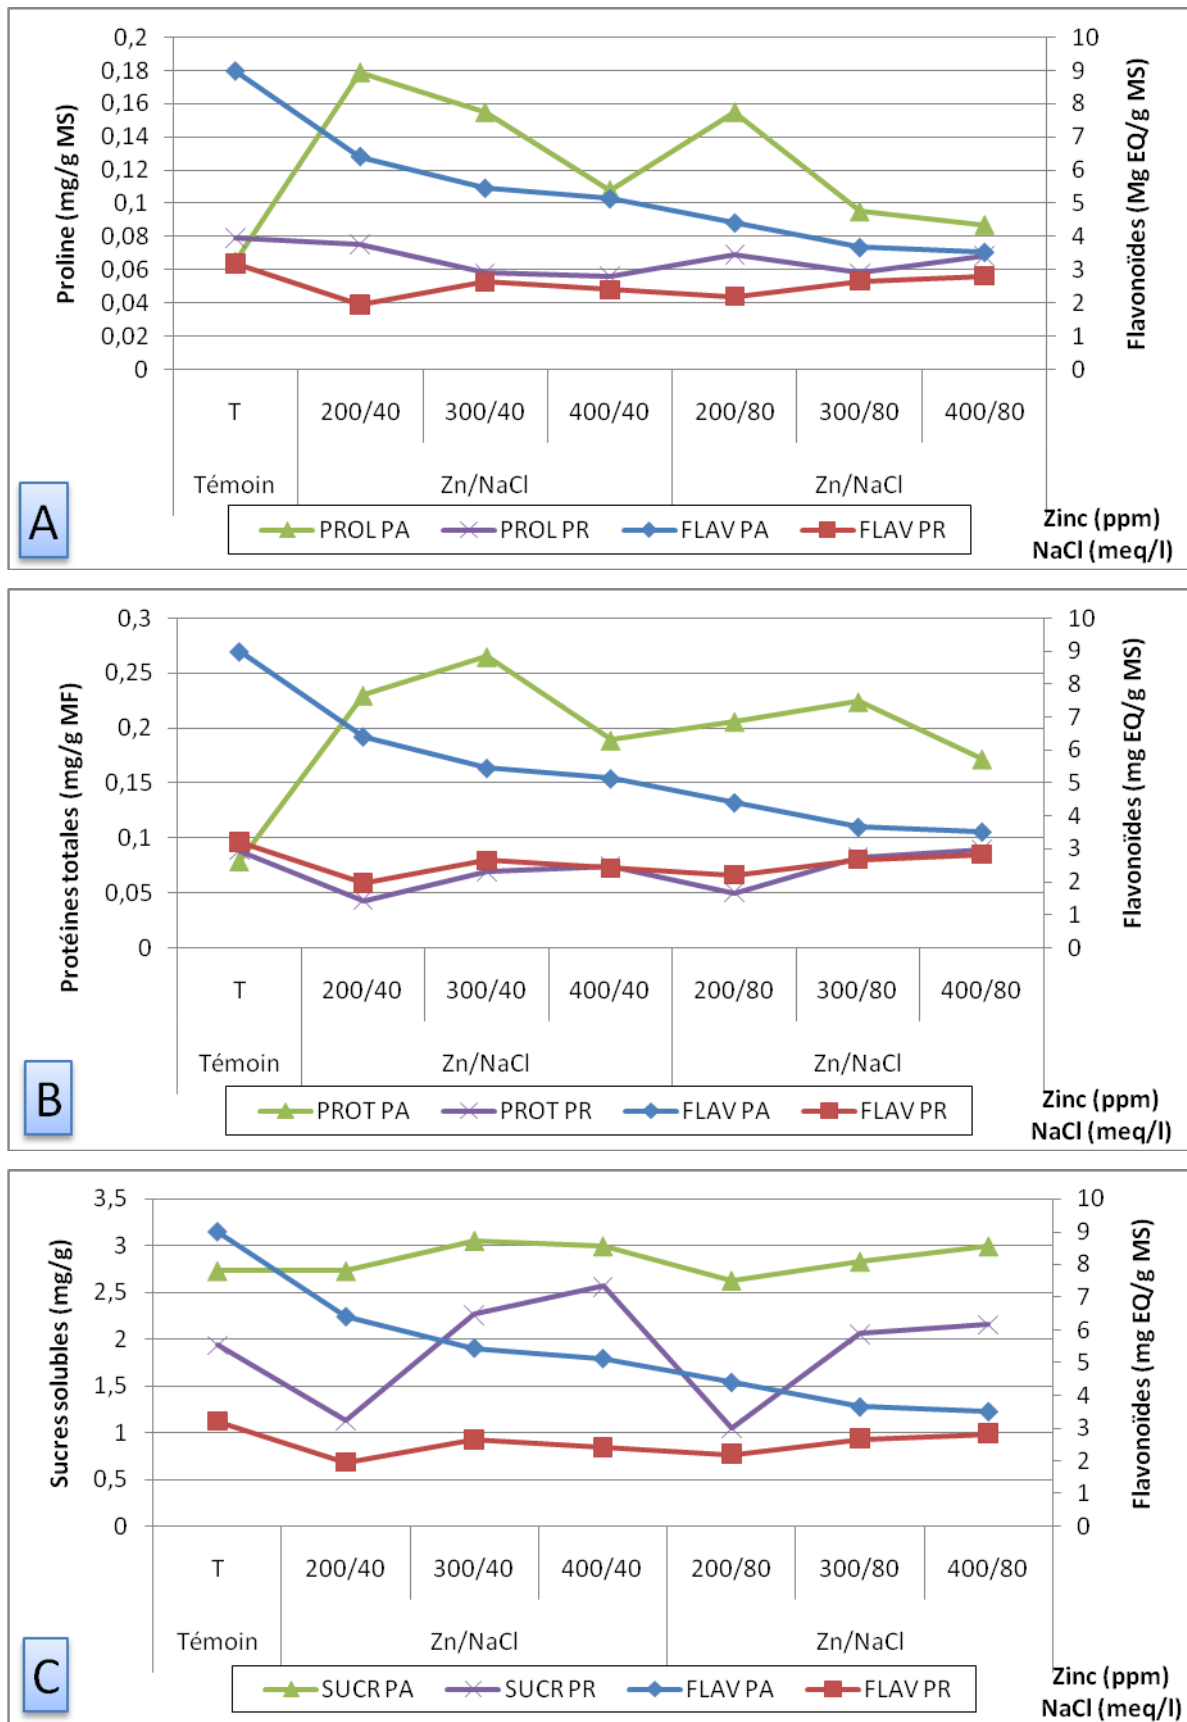 Proline (mg/g MS)
0,2
0,18
0,16
0,14
0,12
0,1
0,08
0,06
0,04
0,02
0
10
9
8
7
6
5
4
3
2
1
0
Flavonoïdes (Mg EQ/g MS)
T 200/40 300/40 400/40 200/80 300/80 400/80
Témoin Zn/NaCl Zn/NaCl
A
PROL PA PROL PR FLAV PA FLAV PR
Zinc (ppm)
NaCl (meq/l)
Protéines totales (mg/g MF)
0,3
0,25
0,2
0,15
0,1
0,05
0
10
9
8
7
6
5
4
3
2
1
0
Flavonoïdes (mg EQ/g MS)
T 200/40 300/40 400/40 200/80 300/80 400/80
Témoin Zn/NaCl Zn/NaCl
B
PROT PA PROT PR FLAV PA FLAV PR
Zinc (ppm)
NaCl (meq/l)
Sucres solubles (mg/g)
3,5
3
2,5
2
1,5
1
0,5
0
10
9
8
7
6
5
4
3
2
1
0
Flavonoïdes (mg EQ/g MS)
T 200/40 300/40 400/40 200/80 300/80 400/80
Témoin Zn/NaCl Zn/NaCl
C
SUCR PA SUCR PR FLAV PA FLAV PR
Zinc (ppm)
NaCl (meq/l)